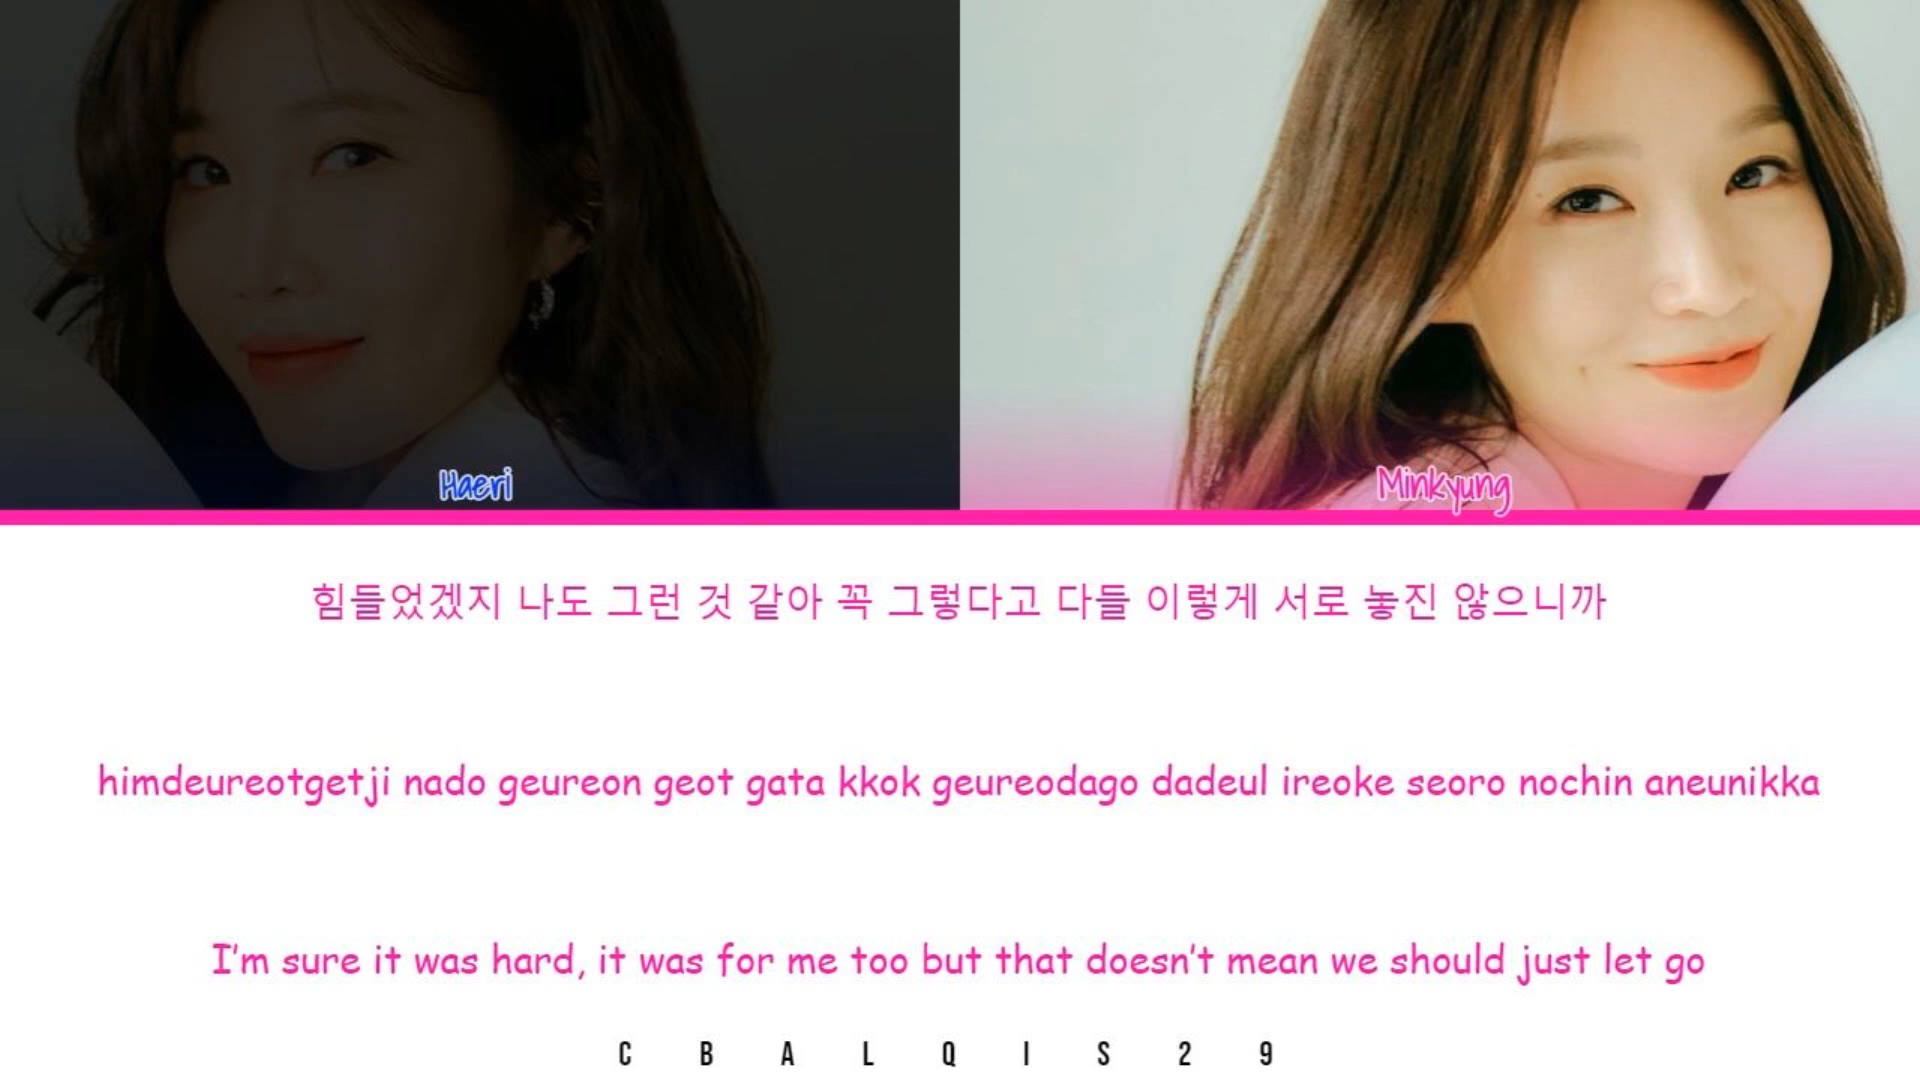 Haeri
Minkyung
힘들었겠지 나도 그런 것 같아 꼭 그렇다고 다들 이렇게 서로 놓진 않으니까
himdeureotgetji nado geureon geot gata kkok geureodago dadeul ireoke seoro nochin aneunikka
I'm sure it was hard, it was for me too but that doesn't mean we should just let go
C B A L Q I S 2 9